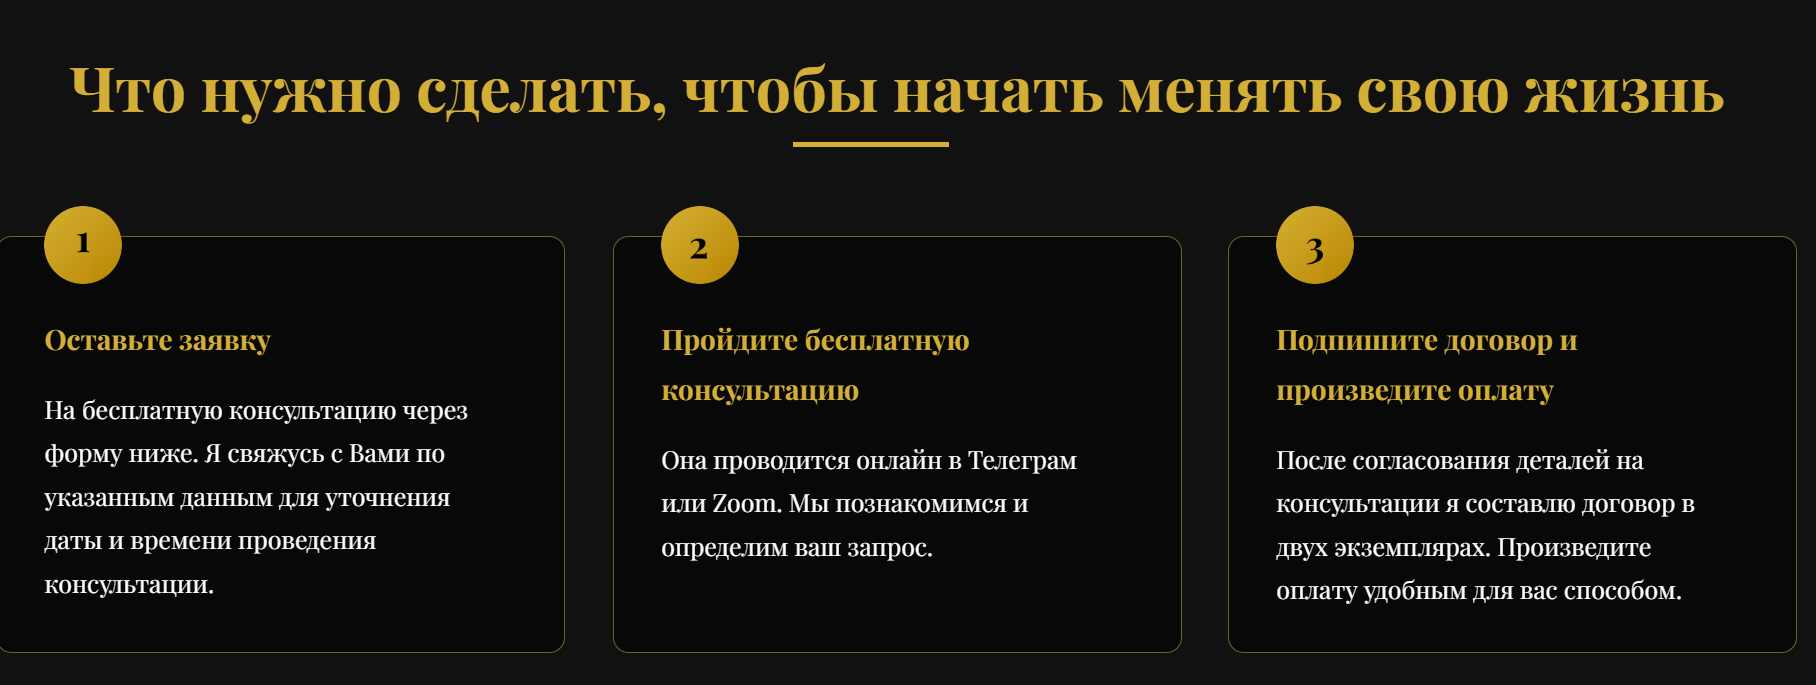 Что нужно сделать, чтобы начать менять свою жизнь
1
Оставьте заявку
На бесплатную консультацию через
форму ниже. Я свяжусь с Вами по
указанным данным для уточнения
даты и времени проведения
консультации.
2
Пройдите бесплатную
консультацию
Она проводится онлайн в Телеграм
или Zoom. Мы познакомимся и
определим ваш запрос.
3
Подпишите договор и
произведите оплату
После согласования деталей на
консультации я составлю договор в
двух экземплярах. Произведите
оплату удобным для вас способом.